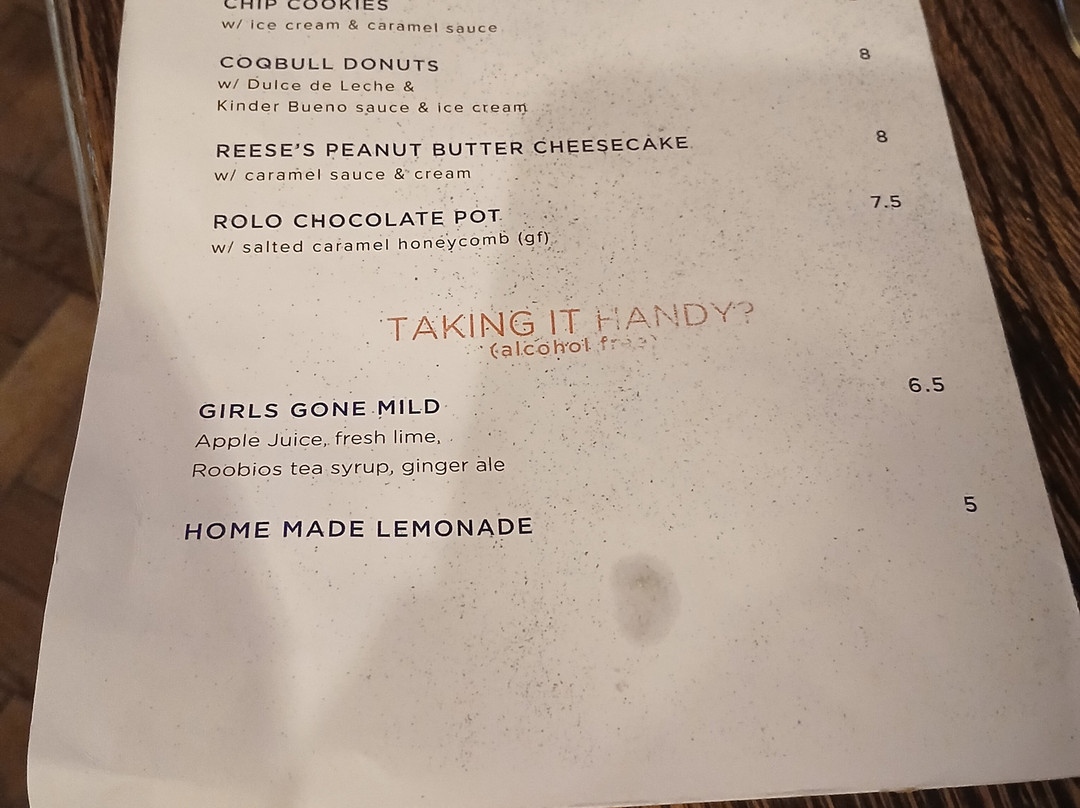 CHIP COOKIES
w/ ice cream & caramel sauce
COQBULL DONUTS 8
w/ Dulce de Leche &
Kinder Bueno sauce & ice cream
REESE'S PEANUT BUTTER CHEESECAKE 8
w/ caramel sauce & cream
ROLO CHOCOLATE POT 7.5
w/ salted caramel honeycomb (gf)
TAKING IT HANDY?
(alcohol free)
GIRLS GONE MILD 6.5
Apple Juice, fresh lime,
Roobios tea syrup, ginger ale
HOME MADE LEMONADE 5